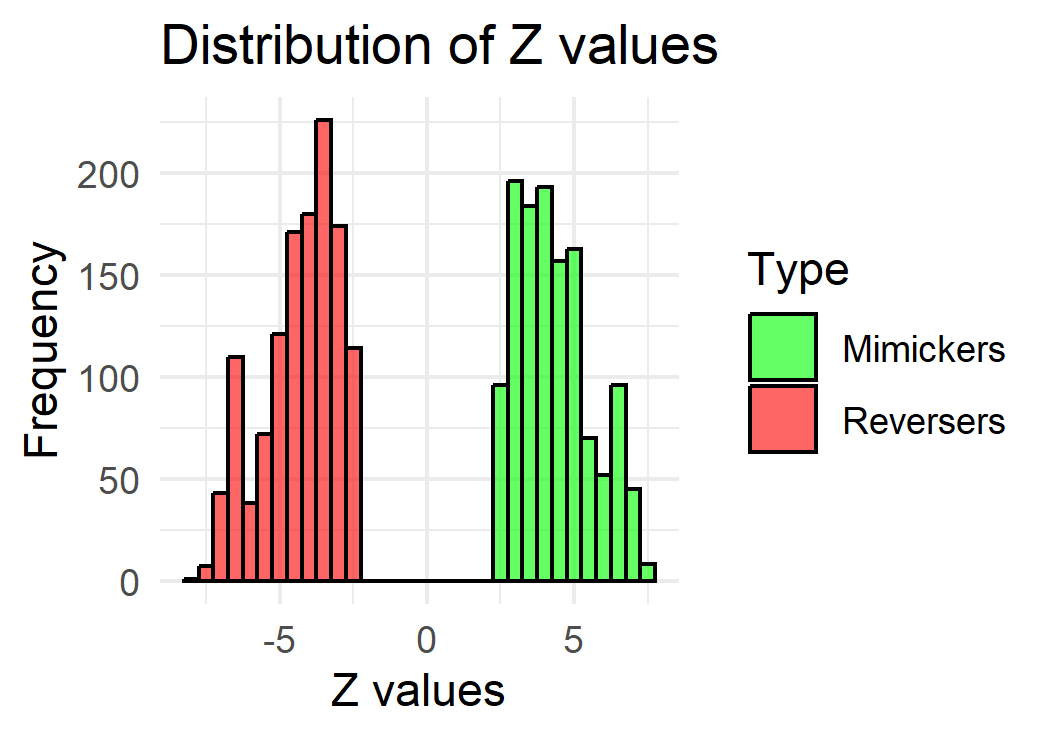 Distribution of Z values
Frequency
200
150
100
50
0
-5
0
5
Z values
Type
Mimickers
Reversers